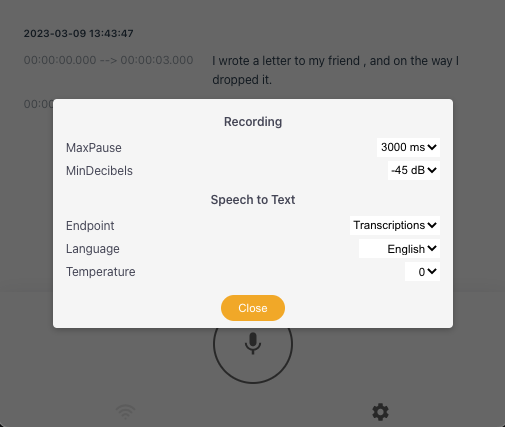 2023-03-09 13:43:47
00:00:00.000 --> 00:00:03.000 I wrote a letter to my friend , and on the way I
dropped it.
00:00
Recording
MaxPause 3000 ms
MinDecibels -45 dB
Speech to Text
Endpoint Transcriptions
Language English
Temperature 0
Close